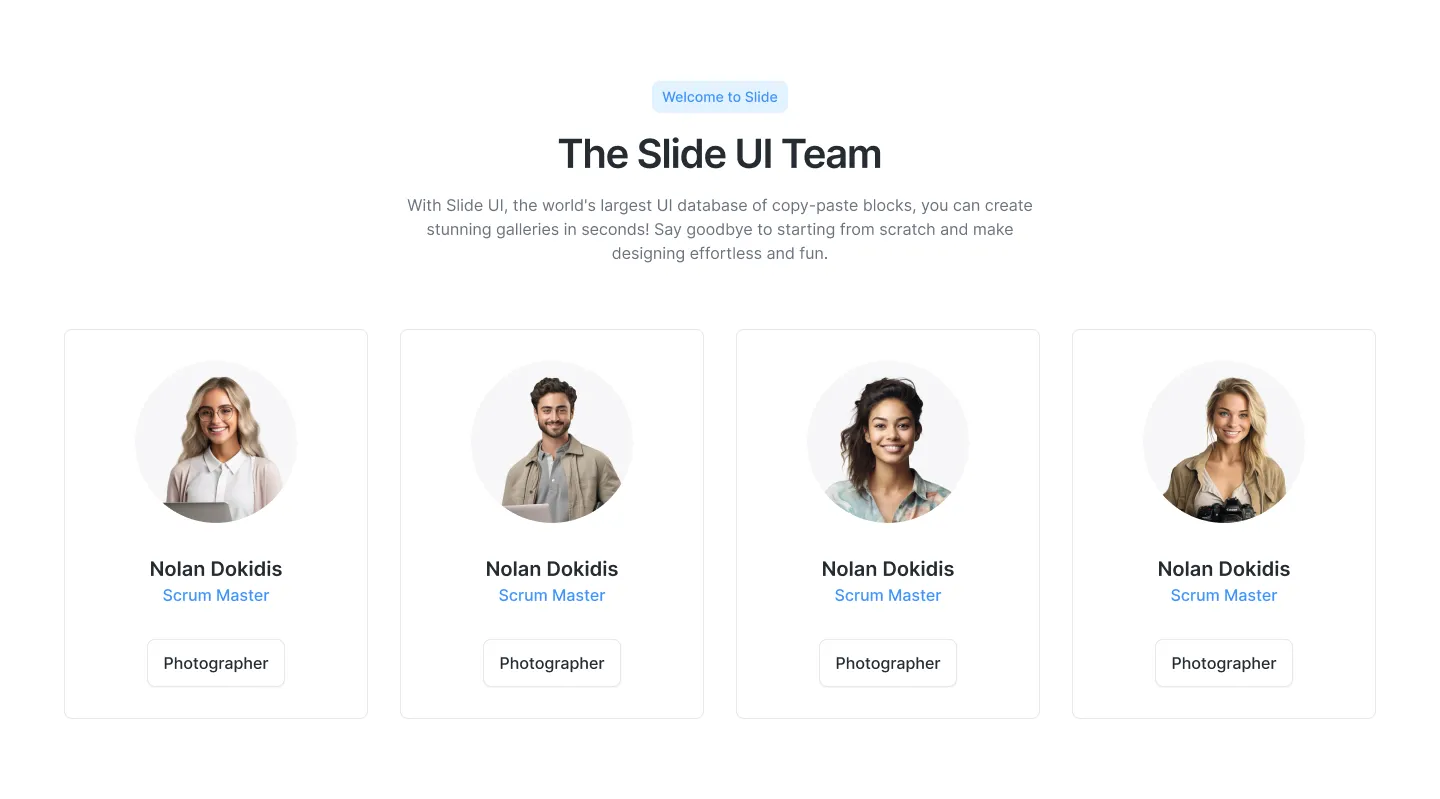 Welcome to Slide
The Slide UI Team
With Slide UI, the world's largest UI database of copy-paste blocks, you can create
stunning galleries in seconds! Say goodbye to starting from scratch and make
designing effortless and fun.
Nolan Dokidis
Scrum Master
Photographer
Nolan Dokidis
Scrum Master
Photographer
Nolan Dokidis
Scrum Master
Photographer
Nolan Dokidis
Scrum Master
Photographer